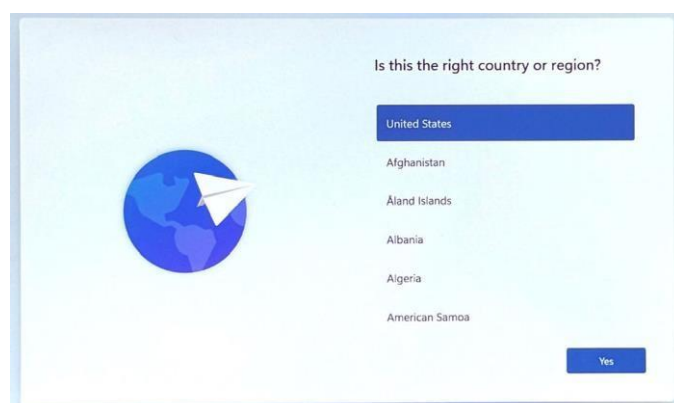 Is this the right country or region?
United States
Afghanistan
Åland Islands
Albania
Algeria
American Samoa
Yes